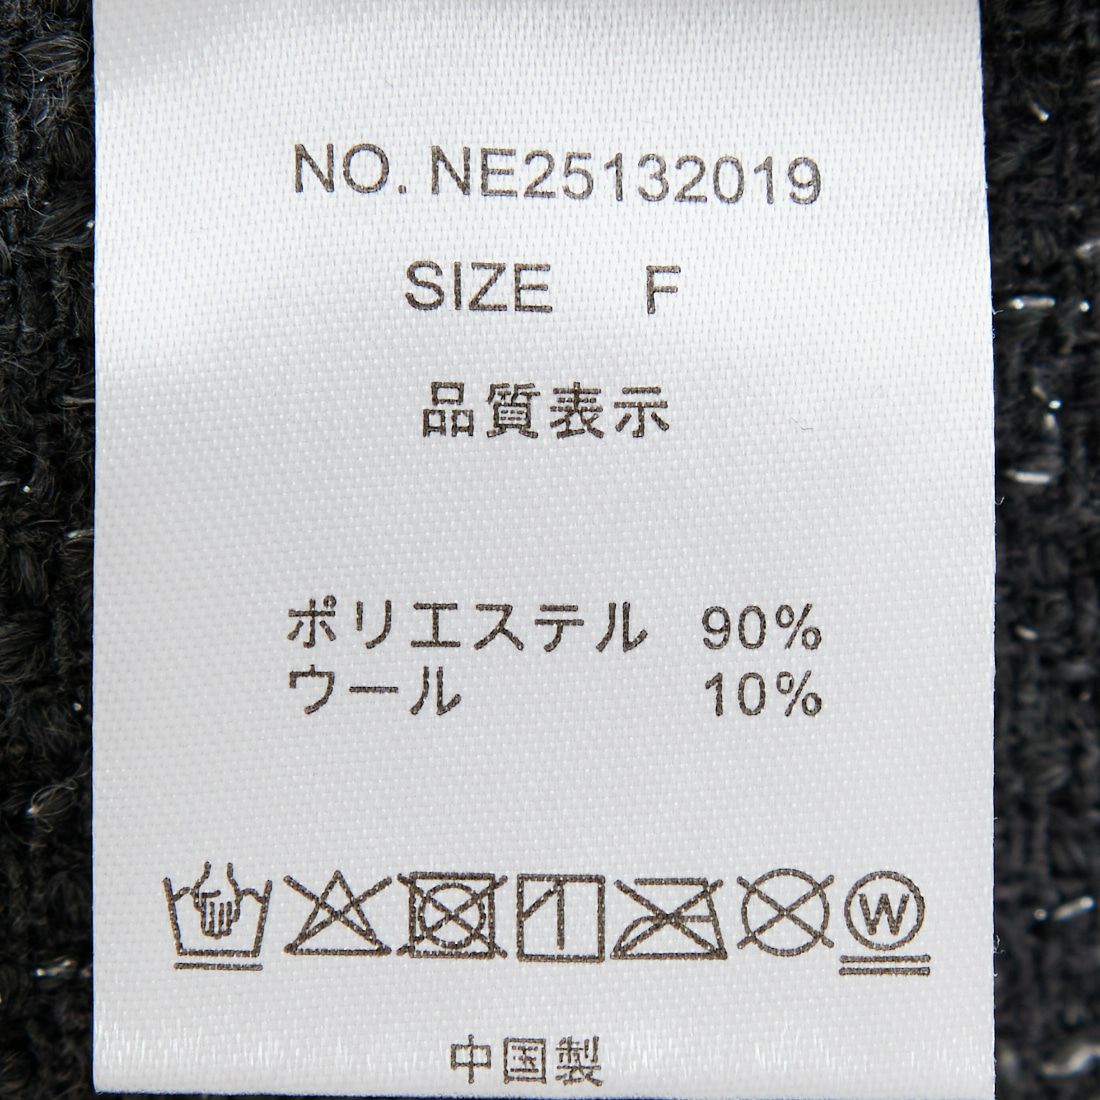 NO. NE25132019
SIZE F
品質表示
ポリエステル 90%
ウール 10%
W
中国製